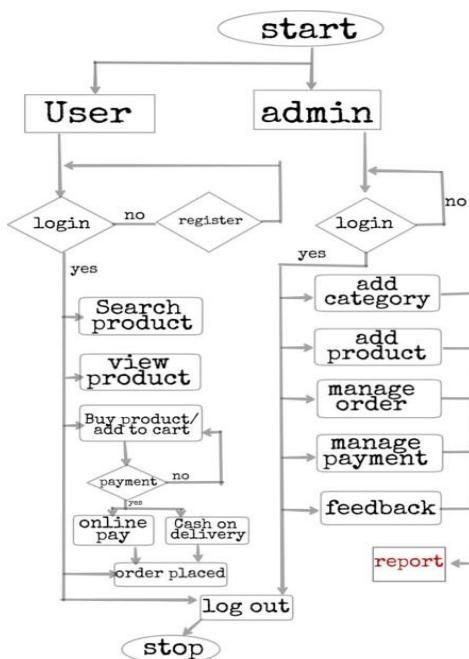 start
User
admin
login
no
register
login
no
yes
yes
Search
product
view
product
Buy product/
add to cart
payment
no
yes
online
pay
Cash on
delivery
order placed
add
category
add
product
manage
order
manage
payment
feedback
report
log out
stop